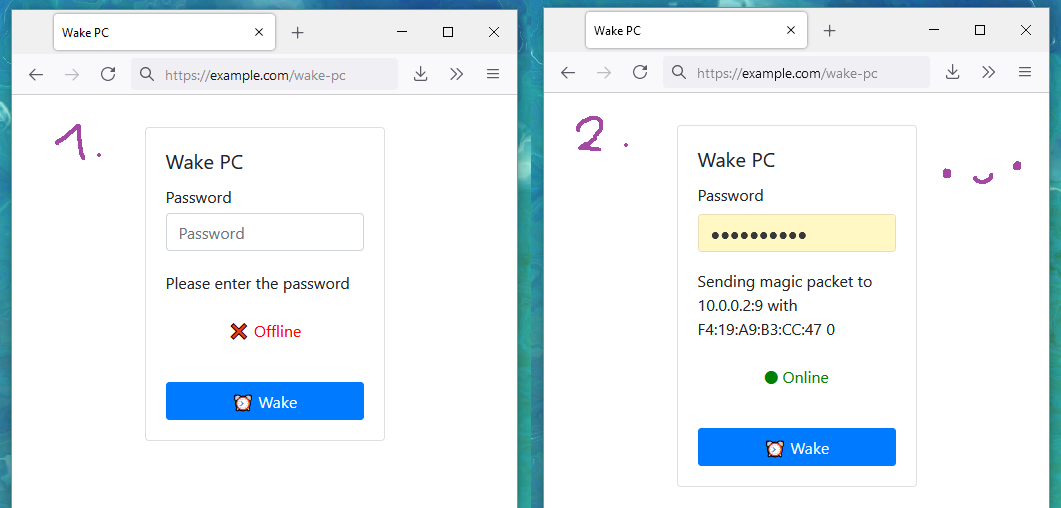 Wake PC
https://example.com/wake-pc
1.
Wake PC
Password
Password
Please enter the password
❌ Offline
⏰ Wake
Wake PC
https://example.com/wake-pc
2.
Wake PC
Password
●●●●●●●●●●
Sending magic packet to
10.0.0.2:9 with
F4:19:A9:B3:CC:47 0
● Online
⏰ Wake